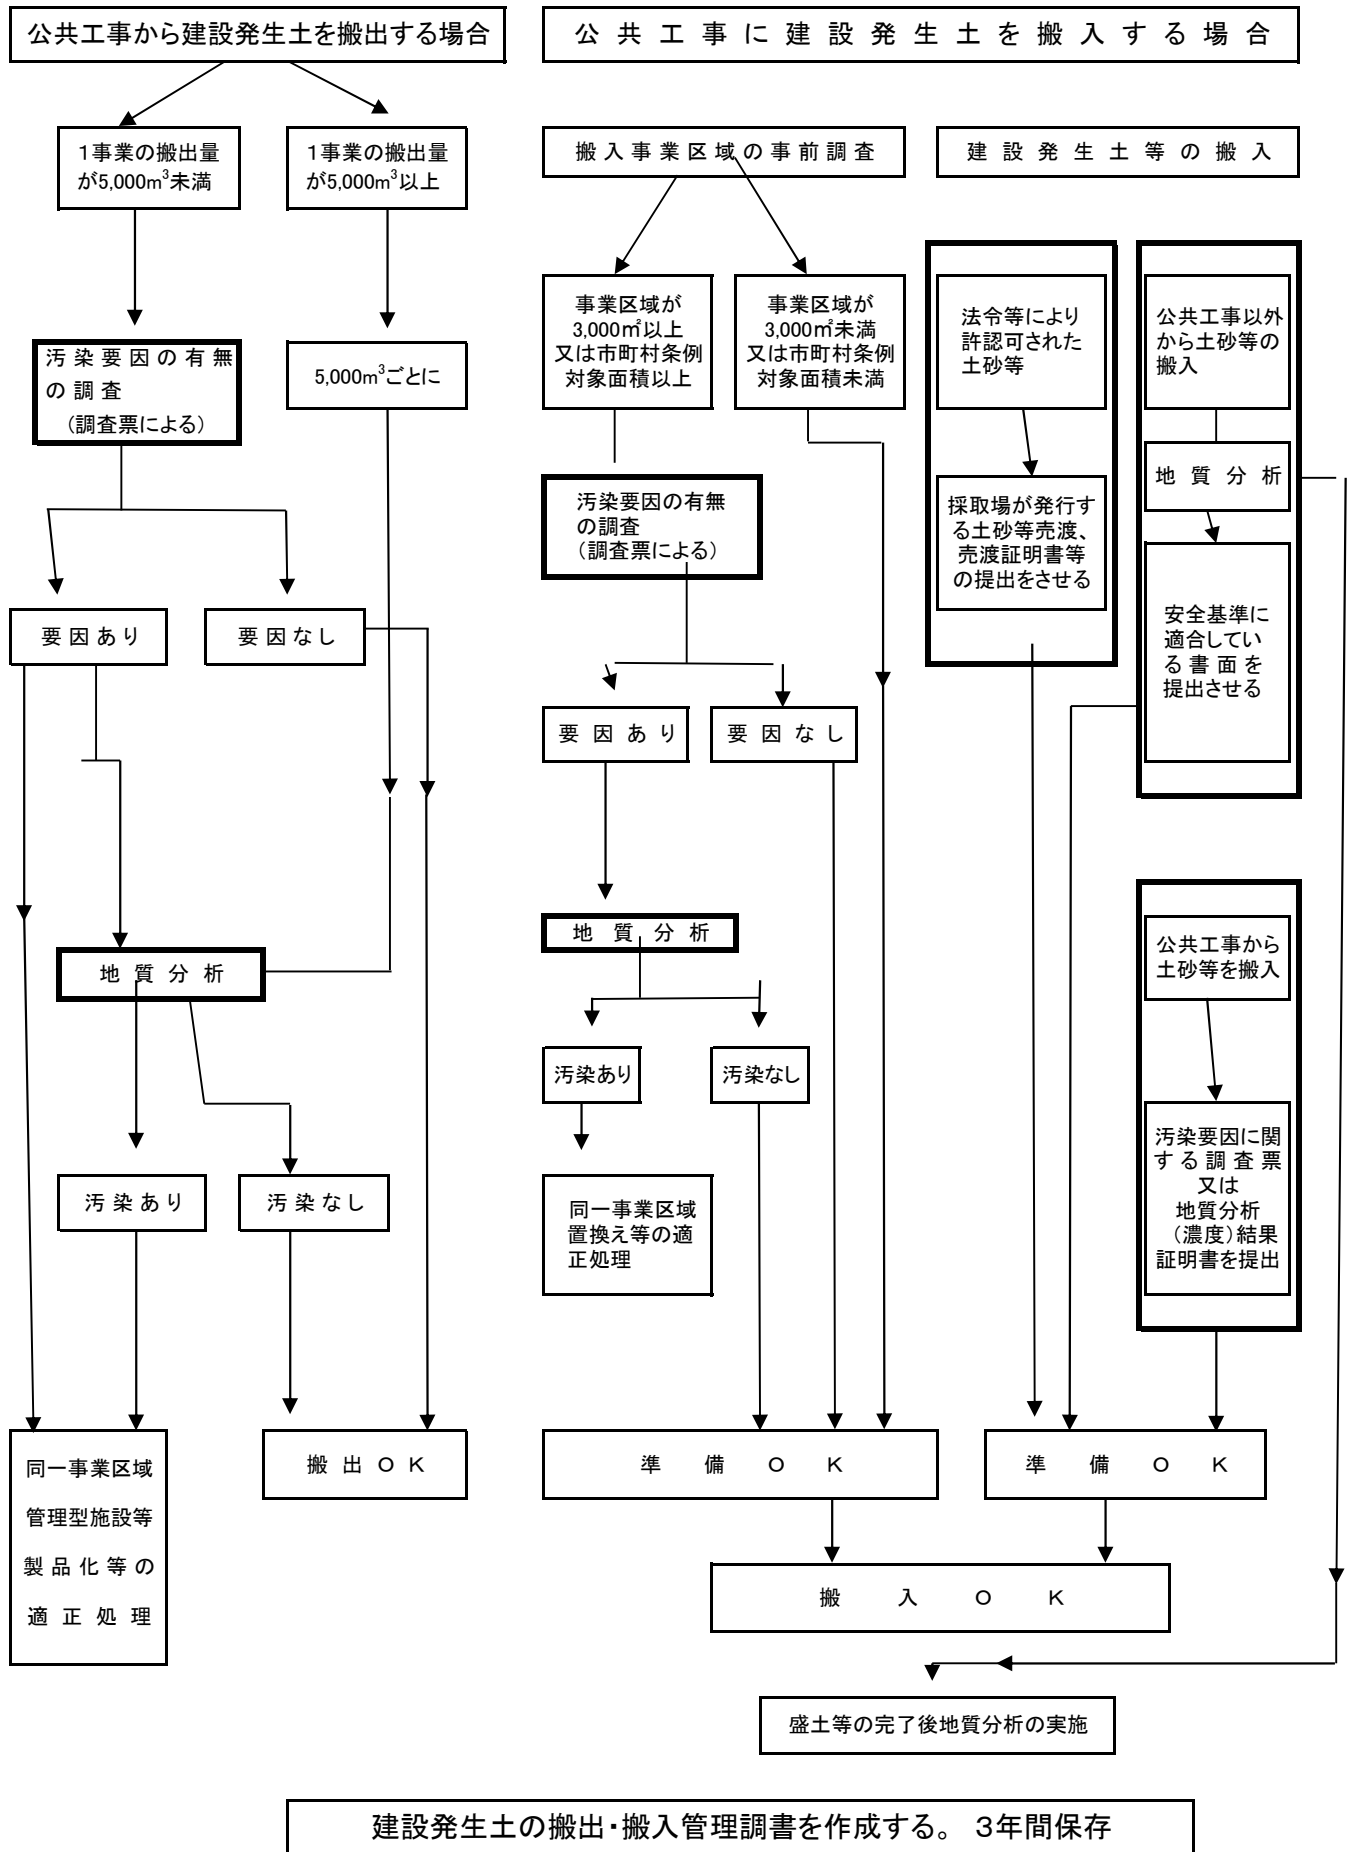 公共工事から建設発生土を搬出する場合
公共工事に建設発生土を搬入する場合
１事業の搬出量
が5,000m³未満
１事業の搬出量
が5,000m³以上
搬入事業区域の事前調査
建設発生土等の搬入
汚染要因の有無
の調査
（調査票による）
5,000m³ごとに
事業区域が
3,000㎡以上
又は市町村条例
対象面積以上
事業区域が
3,000㎡未満
又は市町村条例
対象面積未満
法令等により
許認可された
土砂等
公共工事以外
から土砂等の
搬入
地質分析
汚染要因の有無
の調査
（調査票による）
採取場が発行す
る土砂等売渡、
売渡証明書等
の提出をさせる
安全基準に
適合してい
る書面を
提出させる
要因あり
要因なし
要因あり
要因なし
地質分析
地質分析
公共工事から
土砂等を搬入
汚染あり
汚染なし
汚染要因に関
する調査票
又は
地質分析
（濃度）結果
証明書を提出
汚染あり
汚染なし
同一事業区域
置換え等の適
正処理
同一事業区域
管理型施設等
製品化等の
適正処理
搬出ＯＫ
準備ＯＫ
準備ＯＫ
搬入ＯＫ
盛土等の完了後地質分析の実施
建設発生土の搬出・搬入管理調書を作成する。 ３年間保存